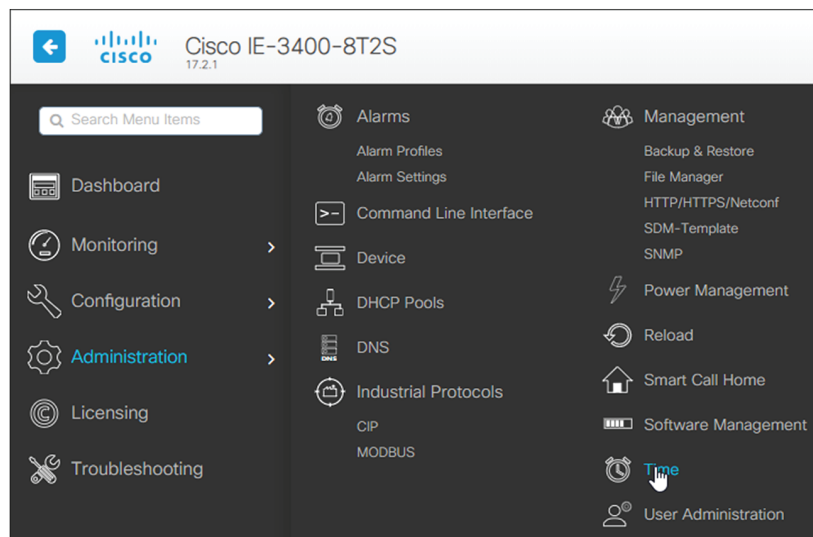 CISCO
Cisco IE-3400-8T2S
17.2.1
Search Menu Items
Dashboard
Monitoring
Configuration
Administration
Licensing
Troubleshooting
Alarms
Alarm Profiles
Alarm Settings
Command Line Interface
Device
DHCP Pools
DNS
DNS
Industrial Protocols
CIP
MODBUS
Management
Backup & Restore
File Manager
HTTP/HTTPS/Netconf
SDM-Template
SNMP
Power Management
Reload
Smart Call Home
Software Management
Time
User Administration